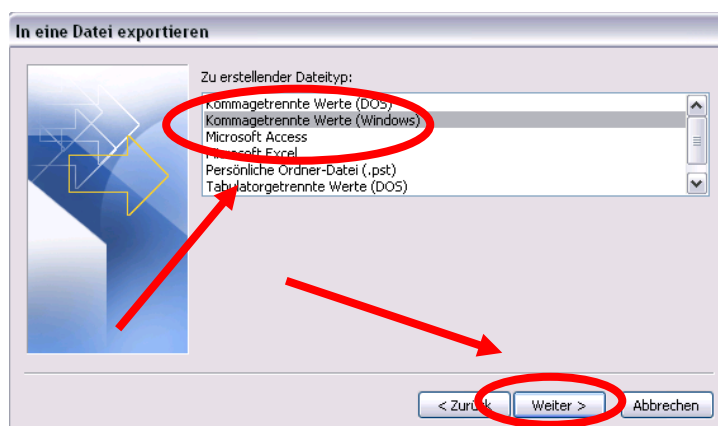 In eine Datei exportieren
Zu erstellender Dateityp:
Kommagetrennte Werte (DOS)
Kommagetrennte Werte (Windows)
Microsoft Access
Microsoft Excel
Persönliche Ordner-Datei (.pst)
Tabulatorgetrennte Werte (DOS)
< Zurück
Weiter >
Abbrechen